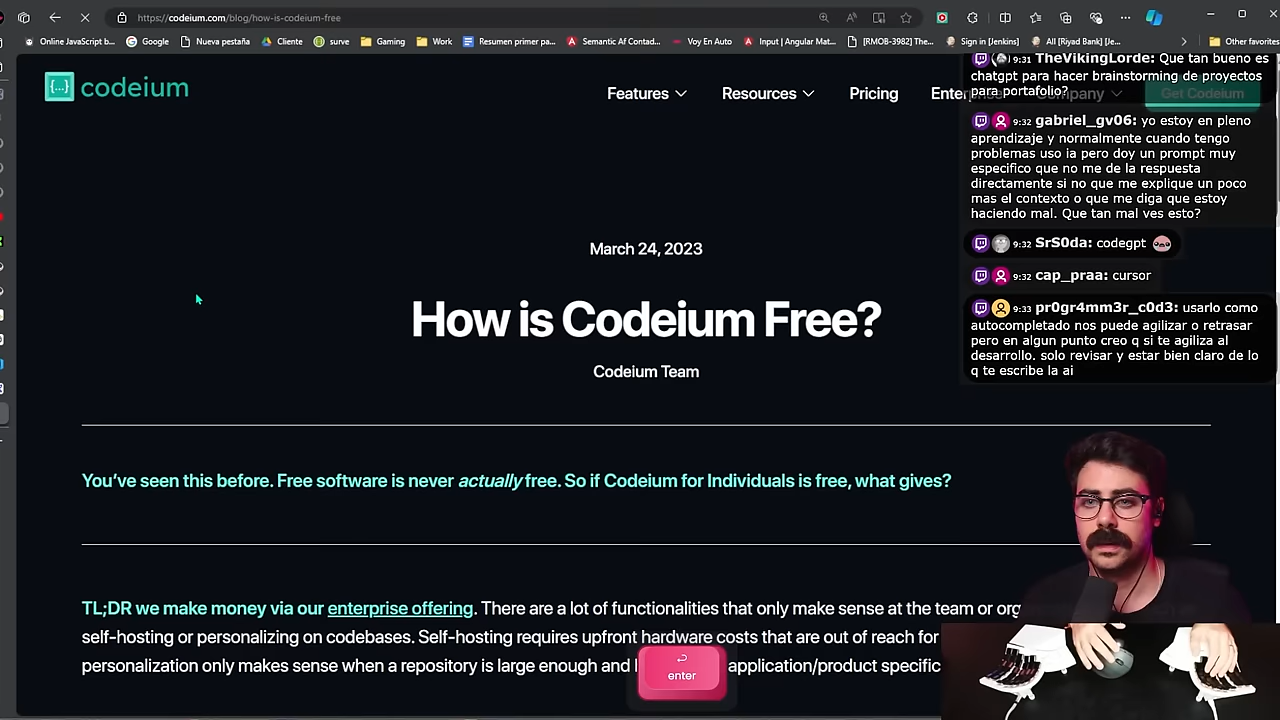 https://codeium.com/blog/how-is-codeium-free
Online JavaScript b...
Google
Nueva pestaña
Cliente
surve
Gaming
Work
Resumen primer pa...
Semantic Af Contad...
Voy En Auto
Input | Angular Mat...
[RMOB-3982] [The...
Sign in [Jenkins]
All [Riyad Bank] [Je...
Other favorites
{...} codeium
Features
Resources
Pricing
Company
Get Codeium
9:31 TheVikingLorde: Que tan bueno es
chatgpt para hacer brainstorming de proyectos
para portafolio?
9:32 gabriel_gv06: yo estoy en pleno
aprendizaje y normalmente cuando tengo
problemas uso ia pero doy un prompt muy
especifico que no me de la respuesta
directamente si no que me explique un poco
mas el contexto o que me diga que estoy
haciendo mal. Que tan mal ves esto?
9:32 SrS0da: codegpt
9:32 cap_praa: cursor
9:33 pr0gr4mm3r_c0d3: usarlo como
autocompletado nos puede agilizar o retrasar
pero en algun punto creo q si te agiliza al
desarrollo. solo revisar y estar bien claro de lo
q te escribe la ai
March 24, 2023
How is Codeium Free?
Codeium Team
You've seen this before. Free software is never actually free. So if Codeium for Individuals is free, what gives?
TL;DR we make money via our enterprise offering. There are a lot of functionalities that only make sense at the team or
self-hosting or personalizing on codebases. Self-hosting requires upfront hardware costs that are out of reach for
personalization only makes sense when a repository is large enough and application/product specific
enter